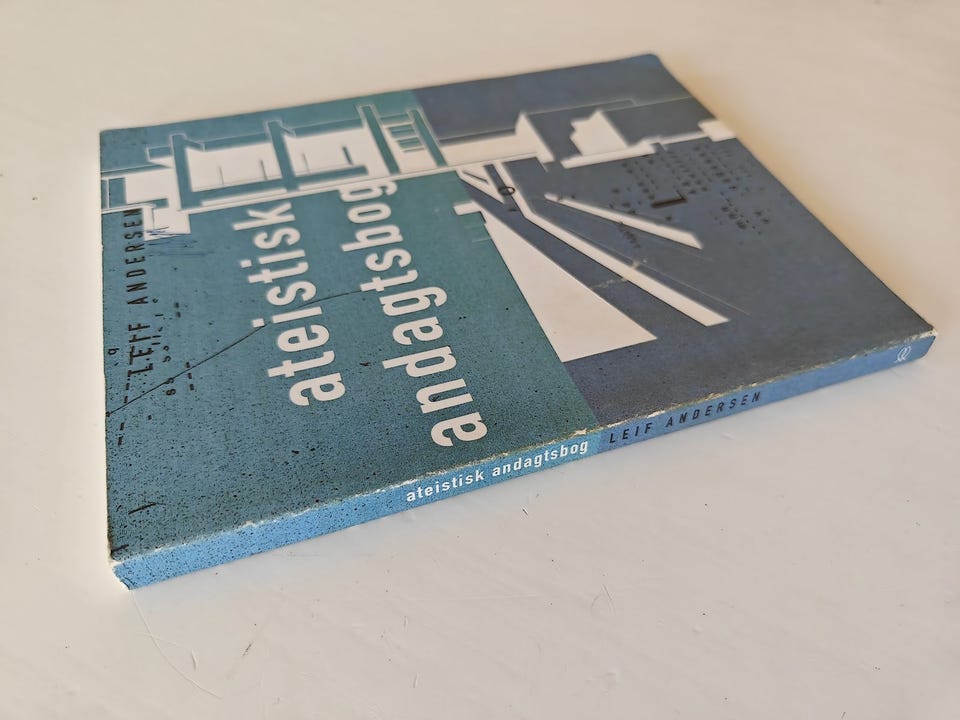 LEIF ANDERSEN
ateistisk
andagtsbog
ateistisk andagtsbog LEIF ANDERSEN